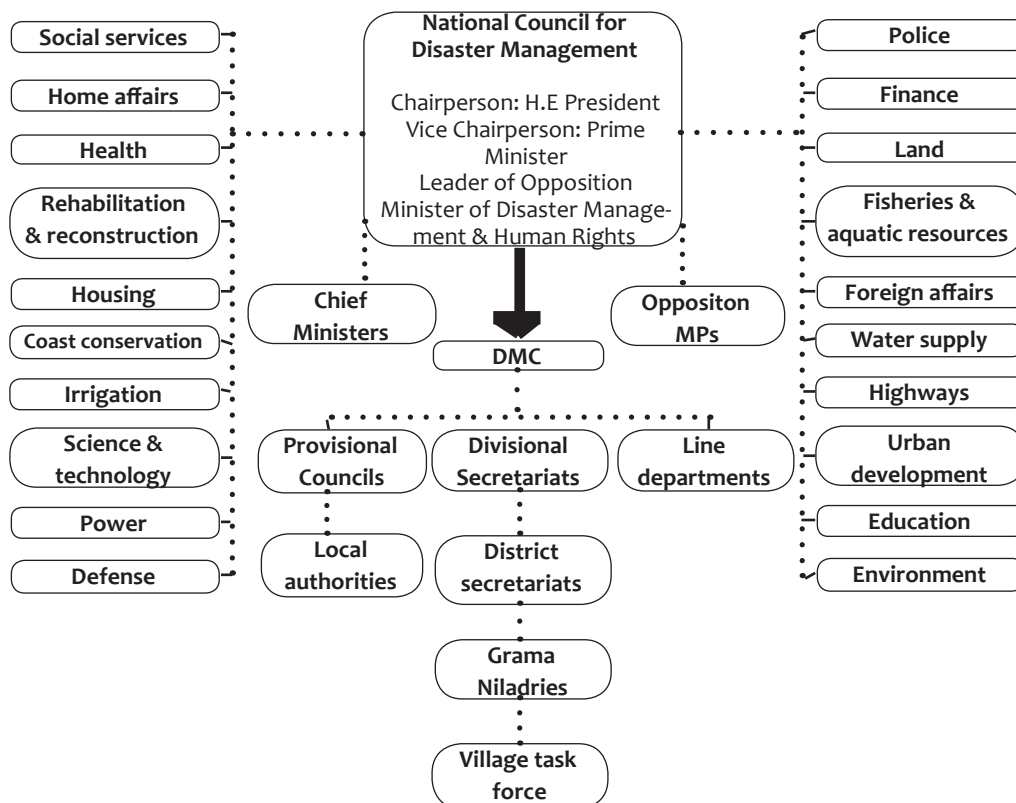 National Council for
Disaster Management
Chairperson: H.E President
Vice Chairperson: Prime
Minister
Leader of Opposition
Minister of Disaster Manage-
ment & Human Rights
Social services
Home affairs
Health
Rehabilitation
& reconstruction
Housing
Coast conservation
Irrigation
Science &
technology
Power
Defense
Police
Finance
Land
Fisheries &
aquatic resources
Foreign affairs
Water supply
Highways
Urban
development
Education
Environment
Chief
Ministers
Oppositon
MPs
DMC
Provisional
Councils
Divisional
Secretariats
Line
departments
Local
authorities
District
secretariats
Grama
Niladries
Village task
force